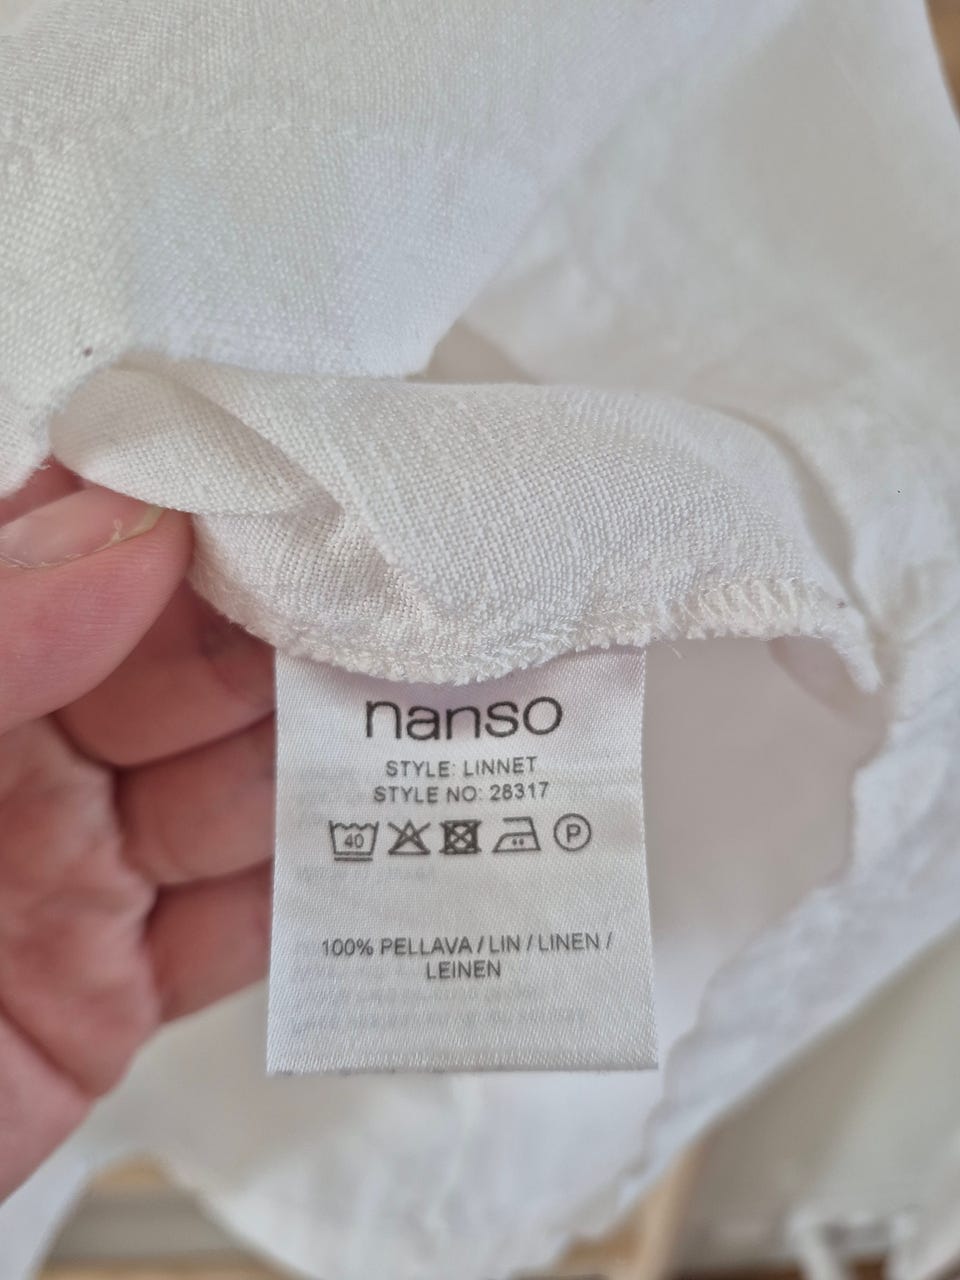 nanso
STYLE: LINNET
STYLE NO: 28317
40 P
100% PELLAVA / LIN / LINEN /
LEINEN